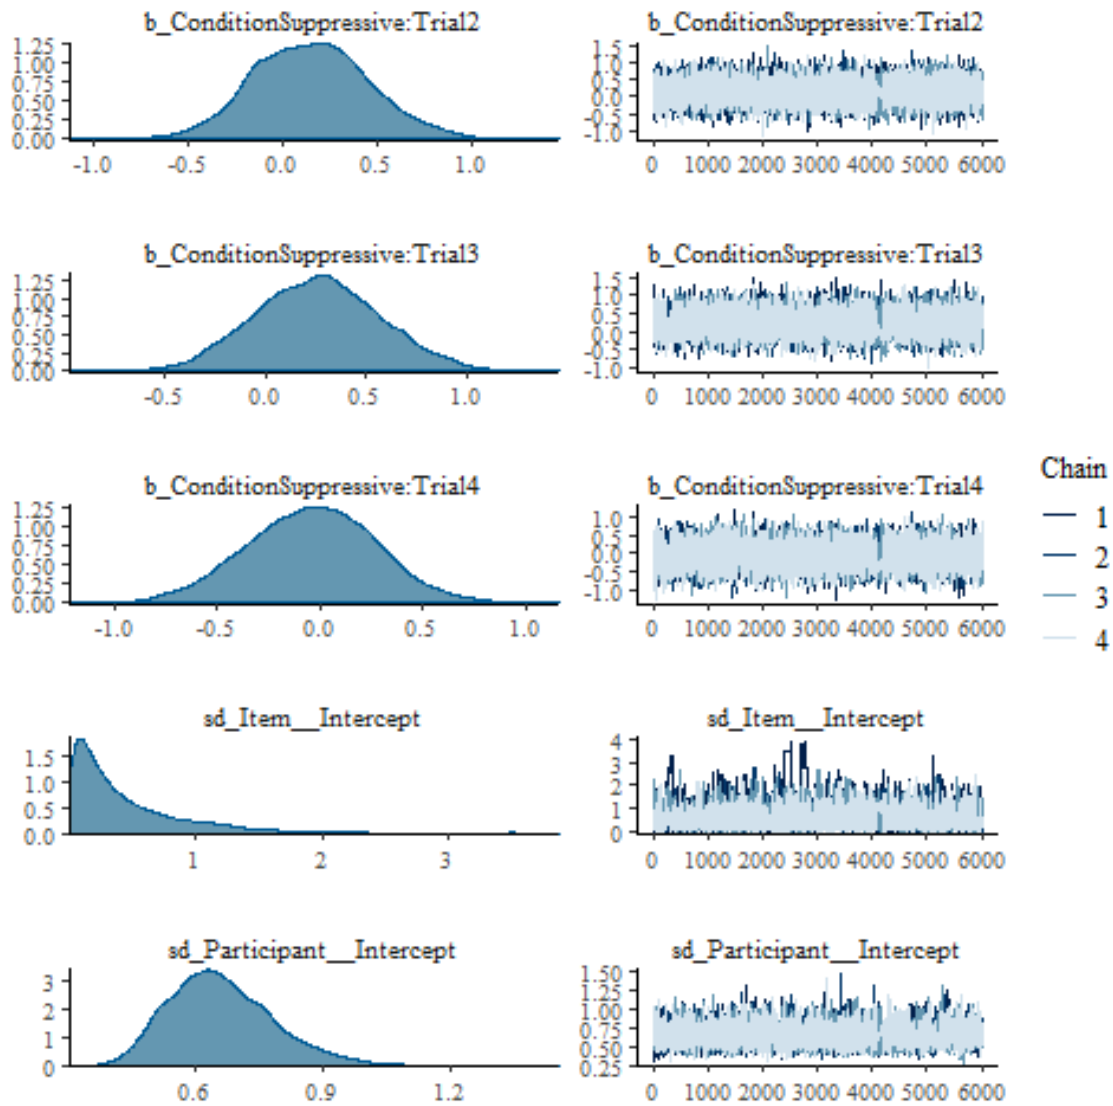 b_ConditionSuppressive:Trial2
1.25
1.00
0.75
0.50
0.25
0.00
-1.0 -0.5 0.0 0.5 1.0
b_ConditionSuppressive:Trial2
1.5
1.0
0.5
0.0
-0.5
-1.0
0 1000 2000 3000 4000 5000 6000
b_ConditionSuppressive:Trial3
1.25
1.00
0.75
0.50
0.25
0.00
-0.5 0.0 0.5 1.0
b_ConditionSuppressive:Trial3
1.5
1.0
0.5
0.0
-0.5
-1.0
0 1000 2000 3000 4000 5000 6000
b_ConditionSuppressive:Trial4
1.25
1.00
0.75
0.50
0.25
0.00
-1.0 -0.5 0.0 0.5 1.0
b_ConditionSuppressive:Trial4
1.0
0.5
0.0
-0.5
-1.0
0 1000 2000 3000 4000 5000 6000
Chain
1
2
3
4
sd_Item__Intercept
1.5
1.0
0.5
0.0
1 2 3
sd_Item__Intercept
4
3
2
1
0
0 1000 2000 3000 4000 5000 6000
sd_Participant__Intercept
3
2
1
0
0.6 0.9 1.2
sd_Participant__Intercept
1.50
1.25
1.00
0.75
0.50
0.25
0 1000 2000 3000 4000 5000 6000